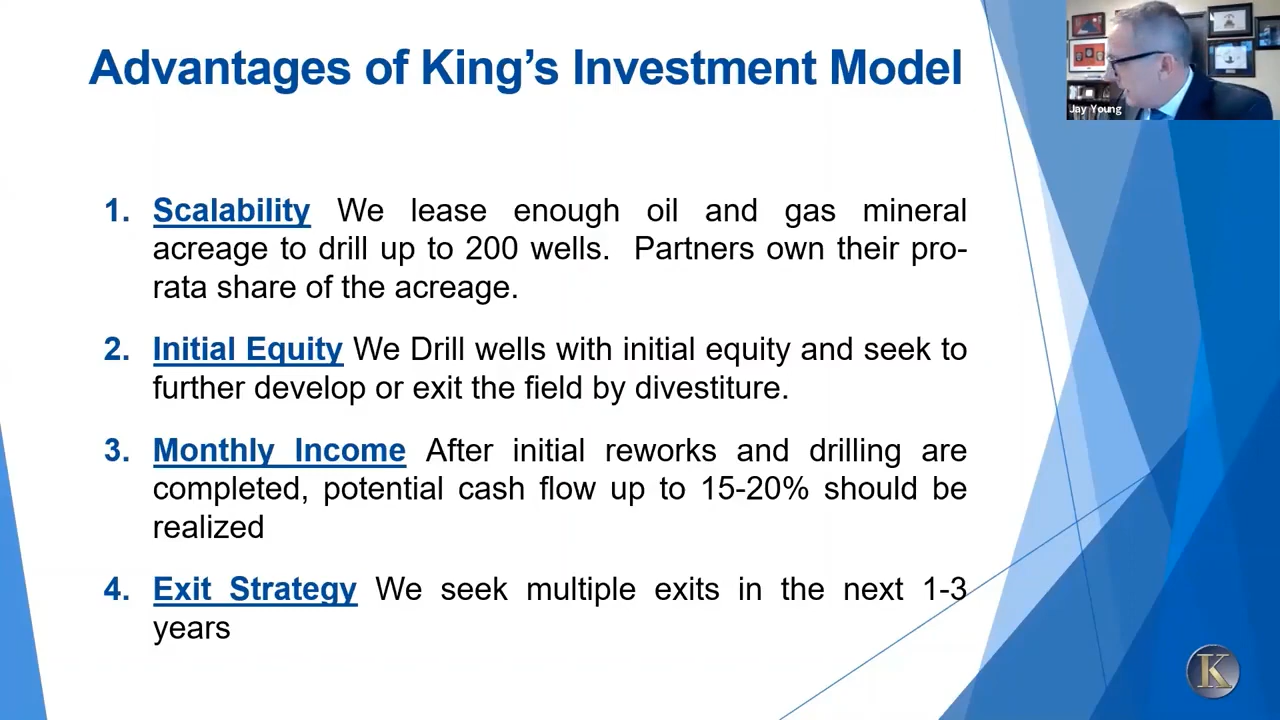 Advantages of King's Investment Model
Jay Young
1. Scalability We lease enough oil and gas mineral
acreage to drill up to 200 wells. Partners own their pro-
rata share of the acreage.
2. Initial Equity We Drill wells with initial equity and seek to
further develop or exit the field by divestiture.
3. Monthly Income After initial reworks and drilling are
completed, potential cash flow up to 15-20% should be
realized
4. Exit Strategy We seek multiple exits in the next 1-3
years
K